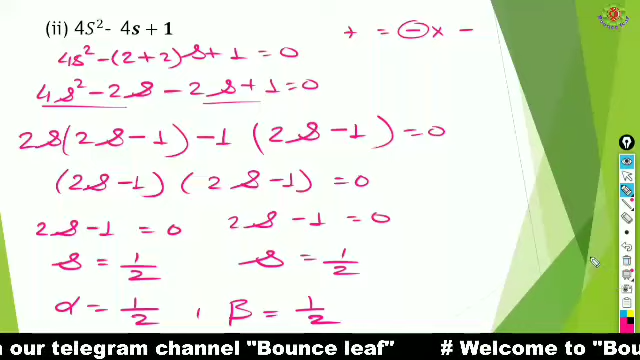 (ii) 4S² - 4s + 1
+ = ⊖ x -
4s² - (2+2)s + 1 = 0
4s² - 2s - 2s + 1 = 0
2s(2s - 1) - 1 (2s - 1) = 0
(2s - 1) (2s - 1) = 0
2s - 1 = 0 2s - 1 = 0
s = 1/2 s = 1/2
α = 1/2 , β = 1/2
n our telegram channel "Bounce leaf" # Welcome to "Bou